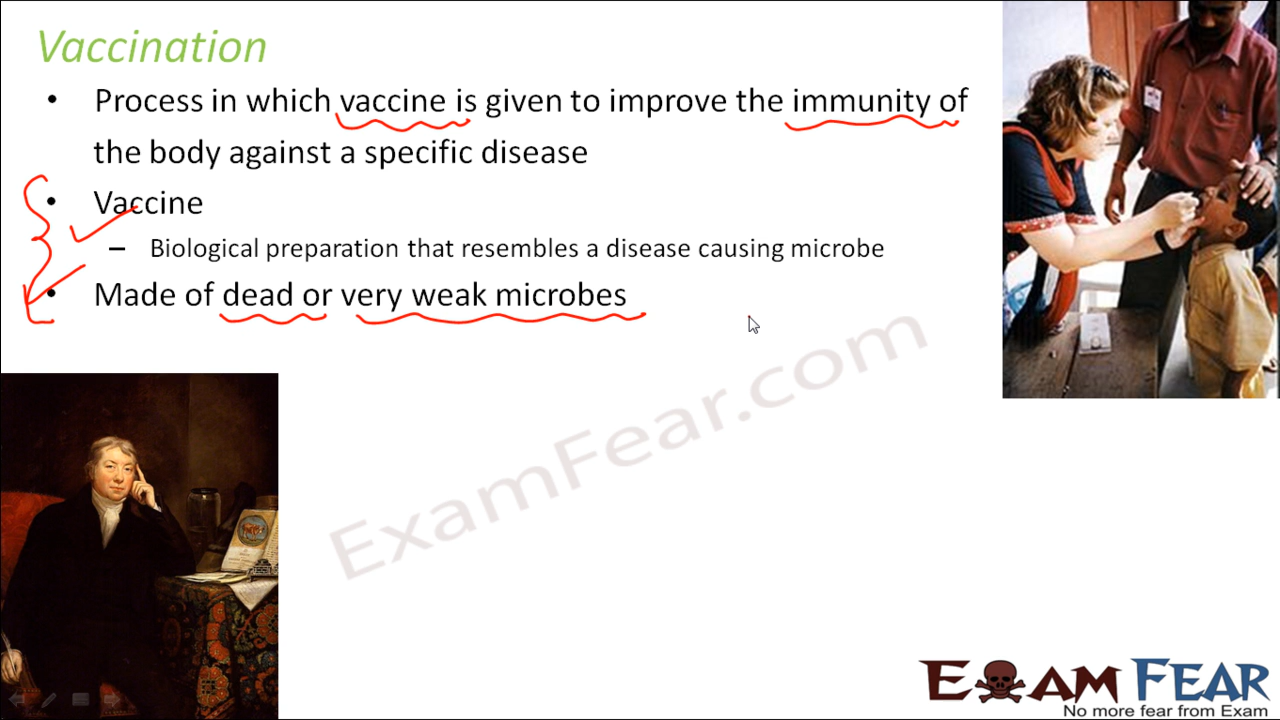 Vaccination
• Process in which vaccine is given to improve the immunity of
the body against a specific disease
• Vaccine
– Biological preparation that resembles a disease causing microbe
• Made of dead or very weak microbes
ExamFear.com
EXAM FEAR
No more fear from Exam